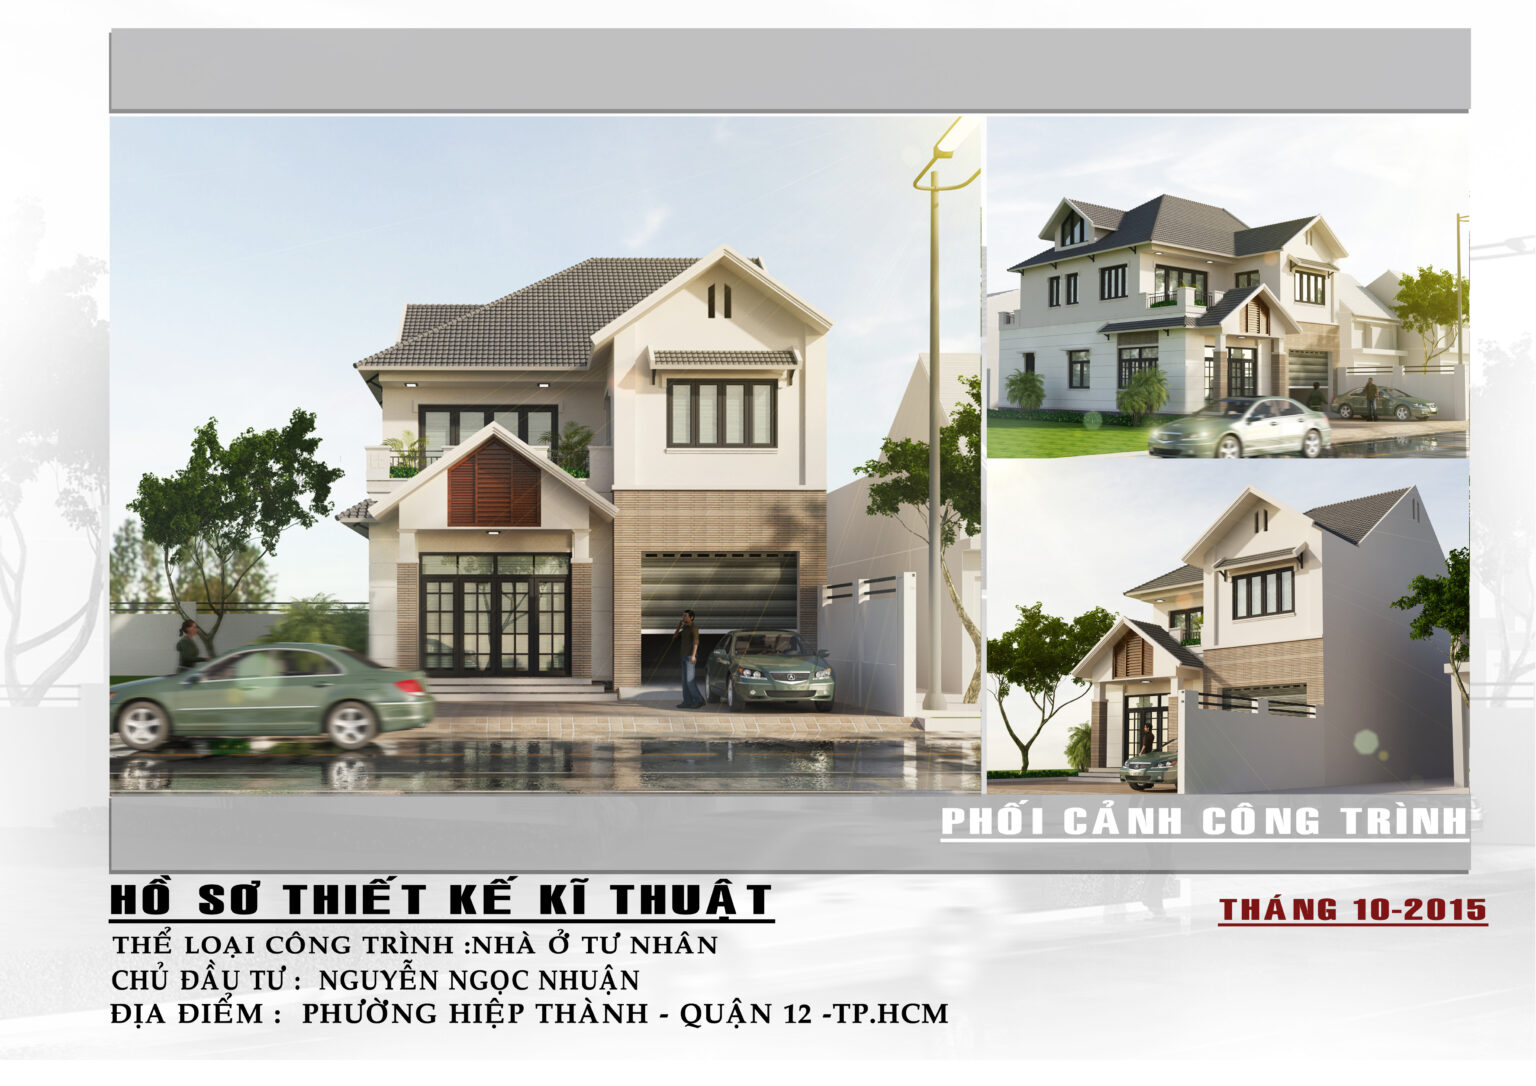 PHỐI CẢNH CÔNG TRÌNH
HỒ SƠ THIẾT KẾ KĨ THUẬT
THÁNG 10-2015
THỂ LOẠI CÔNG TRÌNH :NHÀ Ở TƯ NHÂN
CHỦ ĐẦU TƯ : NGUYỄN NGỌC NHUẬN
ĐỊA ĐIỂM : PHƯỜNG HIỆP THÀNH - QUẬN 12 -TP.HCM